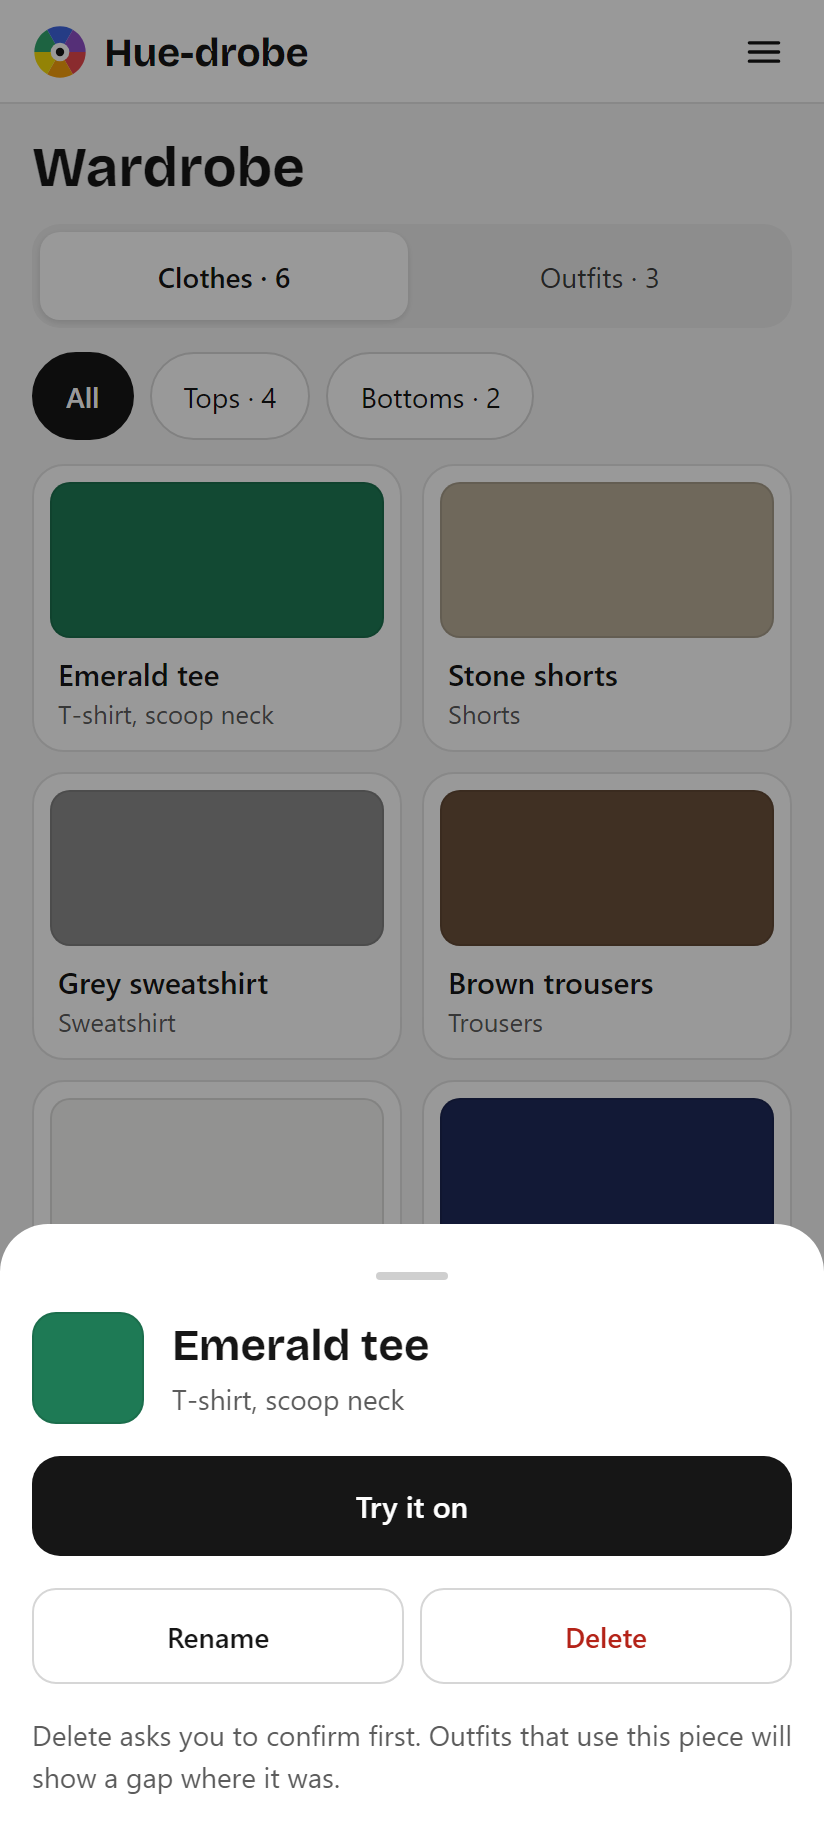 Hue-drobe
Wardrobe
Clothes · 6
Outfits · 3
All
Tops · 4
Bottoms · 2
Emerald tee
T-shirt, scoop neck
Stone shorts
Shorts
Grey sweatshirt
Sweatshirt
Brown trousers
Trousers
Emerald tee
T-shirt, scoop neck
Try it on
Rename
Delete
Delete asks you to confirm first. Outfits that use this piece will
show a gap where it was.